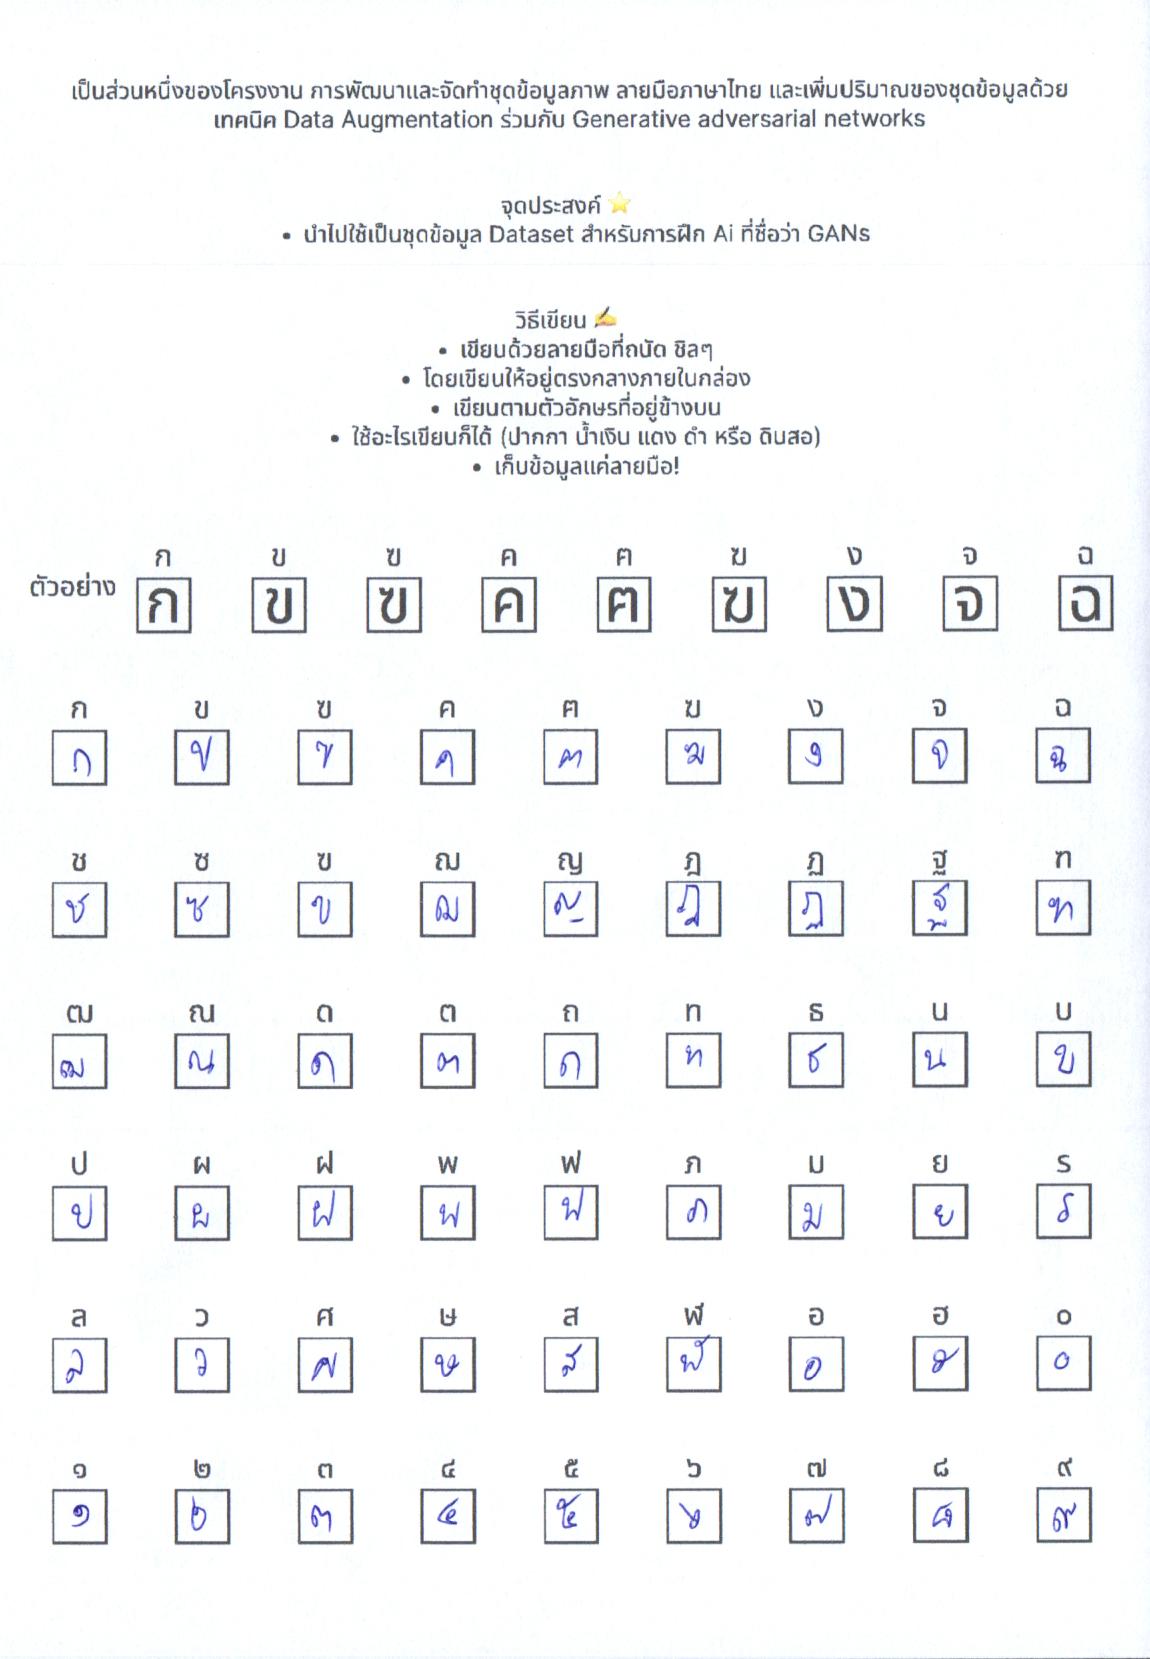 เป็นส่วนหนึ่งของโครงงาน การพัฒนาและจัดทำชุดข้อมูลภาพ ลายมือภาษาไทย และเพิ่มปริมาณของชุดข้อมูลด้วย
เทคนิค Data Augmentation ร่วมกับ Generative adversarial networks
จุดประสงค์ ⭐
• นำไปใช้เป็นชุดข้อมูล Dataset สำหรับการฝึก Ai ที่ชื่อว่า GANs
วิธีเขียน ✍
• เขียนด้วยลายมือที่ถนัด ชิลๆ
• โดยเขียนให้อยู่ตรงกลางภายในกล่อง
• เขียนตามตัวอักษรที่อยู่ข้างบน
• ใช้อะไรเขียนก็ได้ (ปากกา น้ำเงิน แดง ดำ หรือ ดินสอ)
• เก็บข้อมูลแค่ลายมือ!
ก ข ฃ ค ฅ ฆ ง จ ฉ
ตัวอย่าง ก ข ฃ ค ฅ ฆ ง จ ฉ
ก ข ฃ ค ฅ ฆ ง จ ฉ
ก ข ฃ ค ฅ ฆ ง จ ฉ
ช ซ ฃ ฌ ญ ฎ ฏ ฐ ฑ
ช ซ ข ฌ ญ ฎ ฏ ฐ ฑ
ฒ ณ ด ต ถ ท ธ น บ
ฒ ณ ด ต ถ ท ธ น บ
ป ผ ฝ พ ฟ ภ ม ย ร
ป ผ ฝ พ ฟ ภ ม ย ร
ล ว ศ ษ ส ฬ อ ฮ ๐
ล ว ศ ษ ส ฬ อ ฮ ๐
๑ ๒ ๓ ๔ ๕ ๖ ๗ ๘ ๙
๑ ๒ ๓ ๔ ๕ ๖ ๗ ๘ ๙